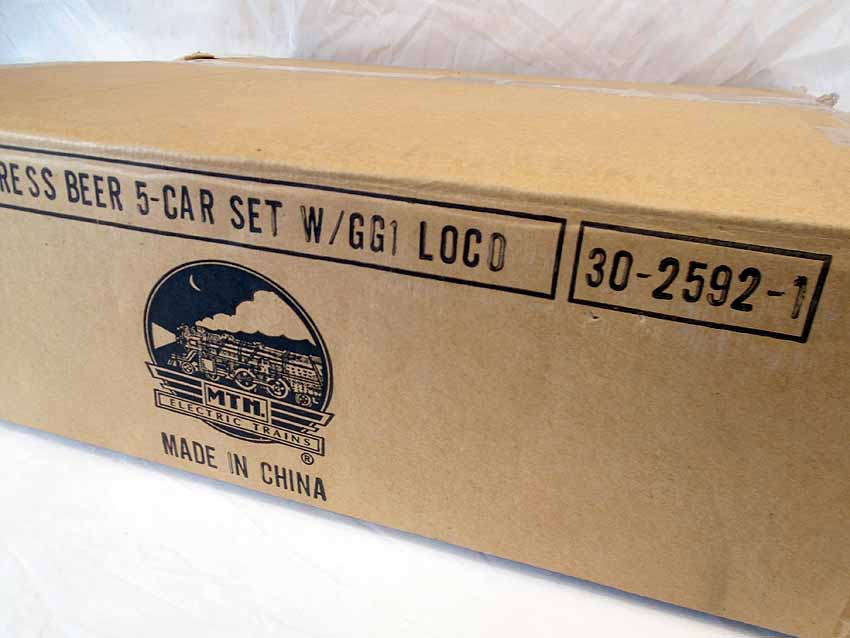 RESS BEER 5-CAR SET W/GG1 LOCO
30-2592-1
MTH.
ELECTRIC TRAINS
®
MADE IN CHINA